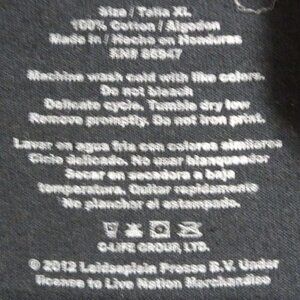 Size / Talla XL
100% Cotton / Algodon
Made in / Hecho en Honduras
RN# 86947
Machine wash cold with like colors.
Do not bleach
Delicate cycle. Tumble dry low
Remove promptly. Do not iron print.
Lavar en agua fria con colores similares
Ciclo delicado. No usar blanqueador
Secar en secadora a baja
temperatura. Quitar rapidamente
No planchar el estampado.
C-LIFE GROUP, LTD.
© 2012 Leidseplein Presse B.V. Under
license to Live Nation Merchandise